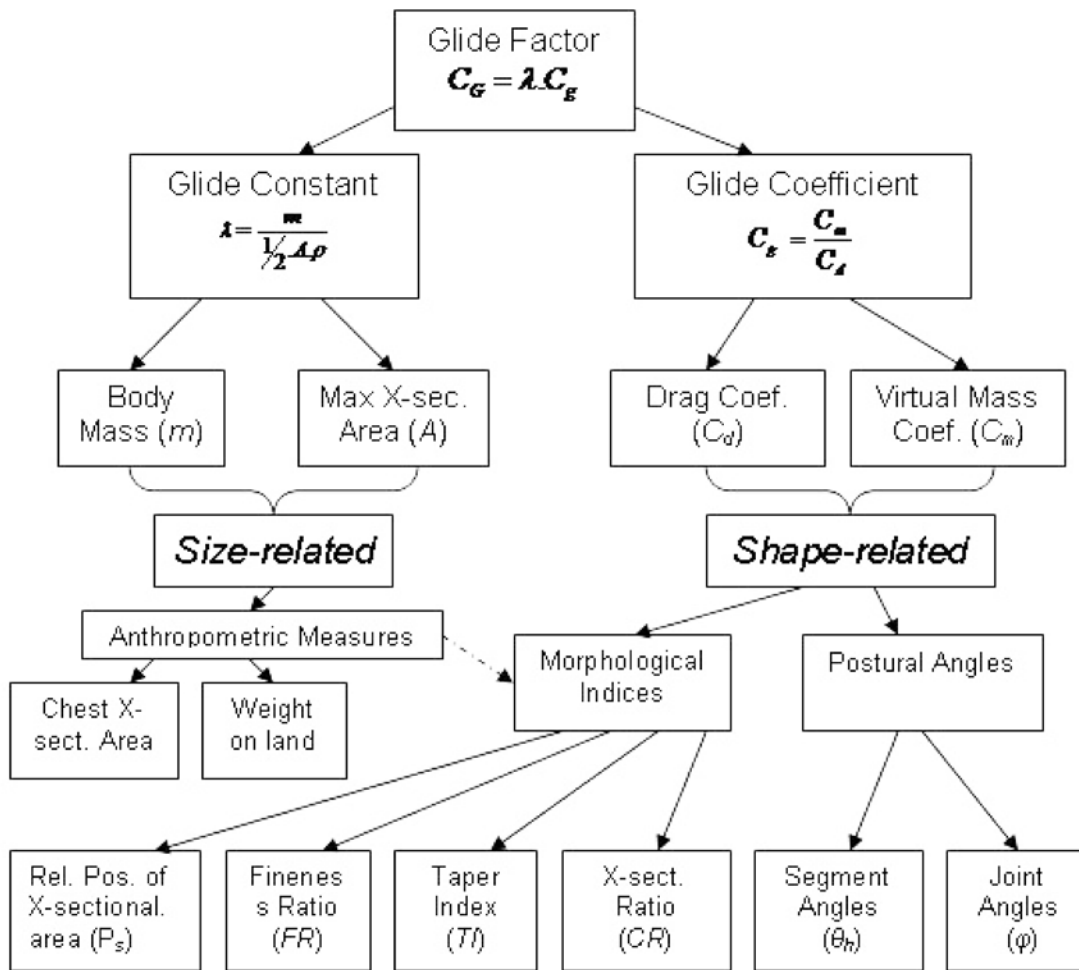 Glide Factor
C_G = λ.C_g
Glide Constant
λ = m / ½.A.ρ
Glide Coefficient
C_g = C_m / C_d
Body
Mass (m)
Max X-sec.
Area (A)
Drag Coef.
(C_d)
Virtual Mass
Coef. (C_m)
Size-related
Shape-related
Anthropometric Measures
Morphological
Indices
Postural Angles
Chest X-
sect. Area
Weight
on land
Rel. Pos. of
X-sectional.
area (P_s)
Finenes
s Ratio
(FR)
Taper
Index
(TI)
X-sect.
Ratio
(CR)
Segment
Angles
(θ_h)
Joint
Angles
(φ)